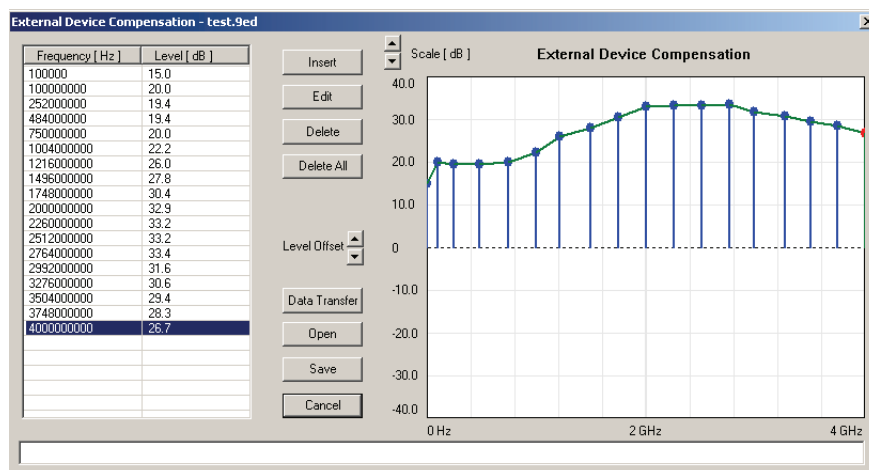 External Device Compensation - test.9ed
Frequency [ Hz ] Level [ dB ]
100000 15.0
100000000 20.0
252000000 19.4
484000000 19.4
750000000 20.0
1004000000 22.2
1216000000 26.0
1496000000 27.8
1748000000 30.4
2000000000 32.9
2260000000 33.2
2512000000 33.2
2764000000 33.4
2992000000 31.6
3276000000 30.6
3504000000 29.4
3748000000 28.3
4000000000 26.7
Insert
Edit
Delete
Delete All
Level Offset
Data Transfer
Open
Save
Cancel
Scale [ dB ]
External Device Compensation
40.0
30.0
20.0
10.0
0
-10.0
-20.0
-30.0
-40.0
0 Hz 2 GHz 4 GHz